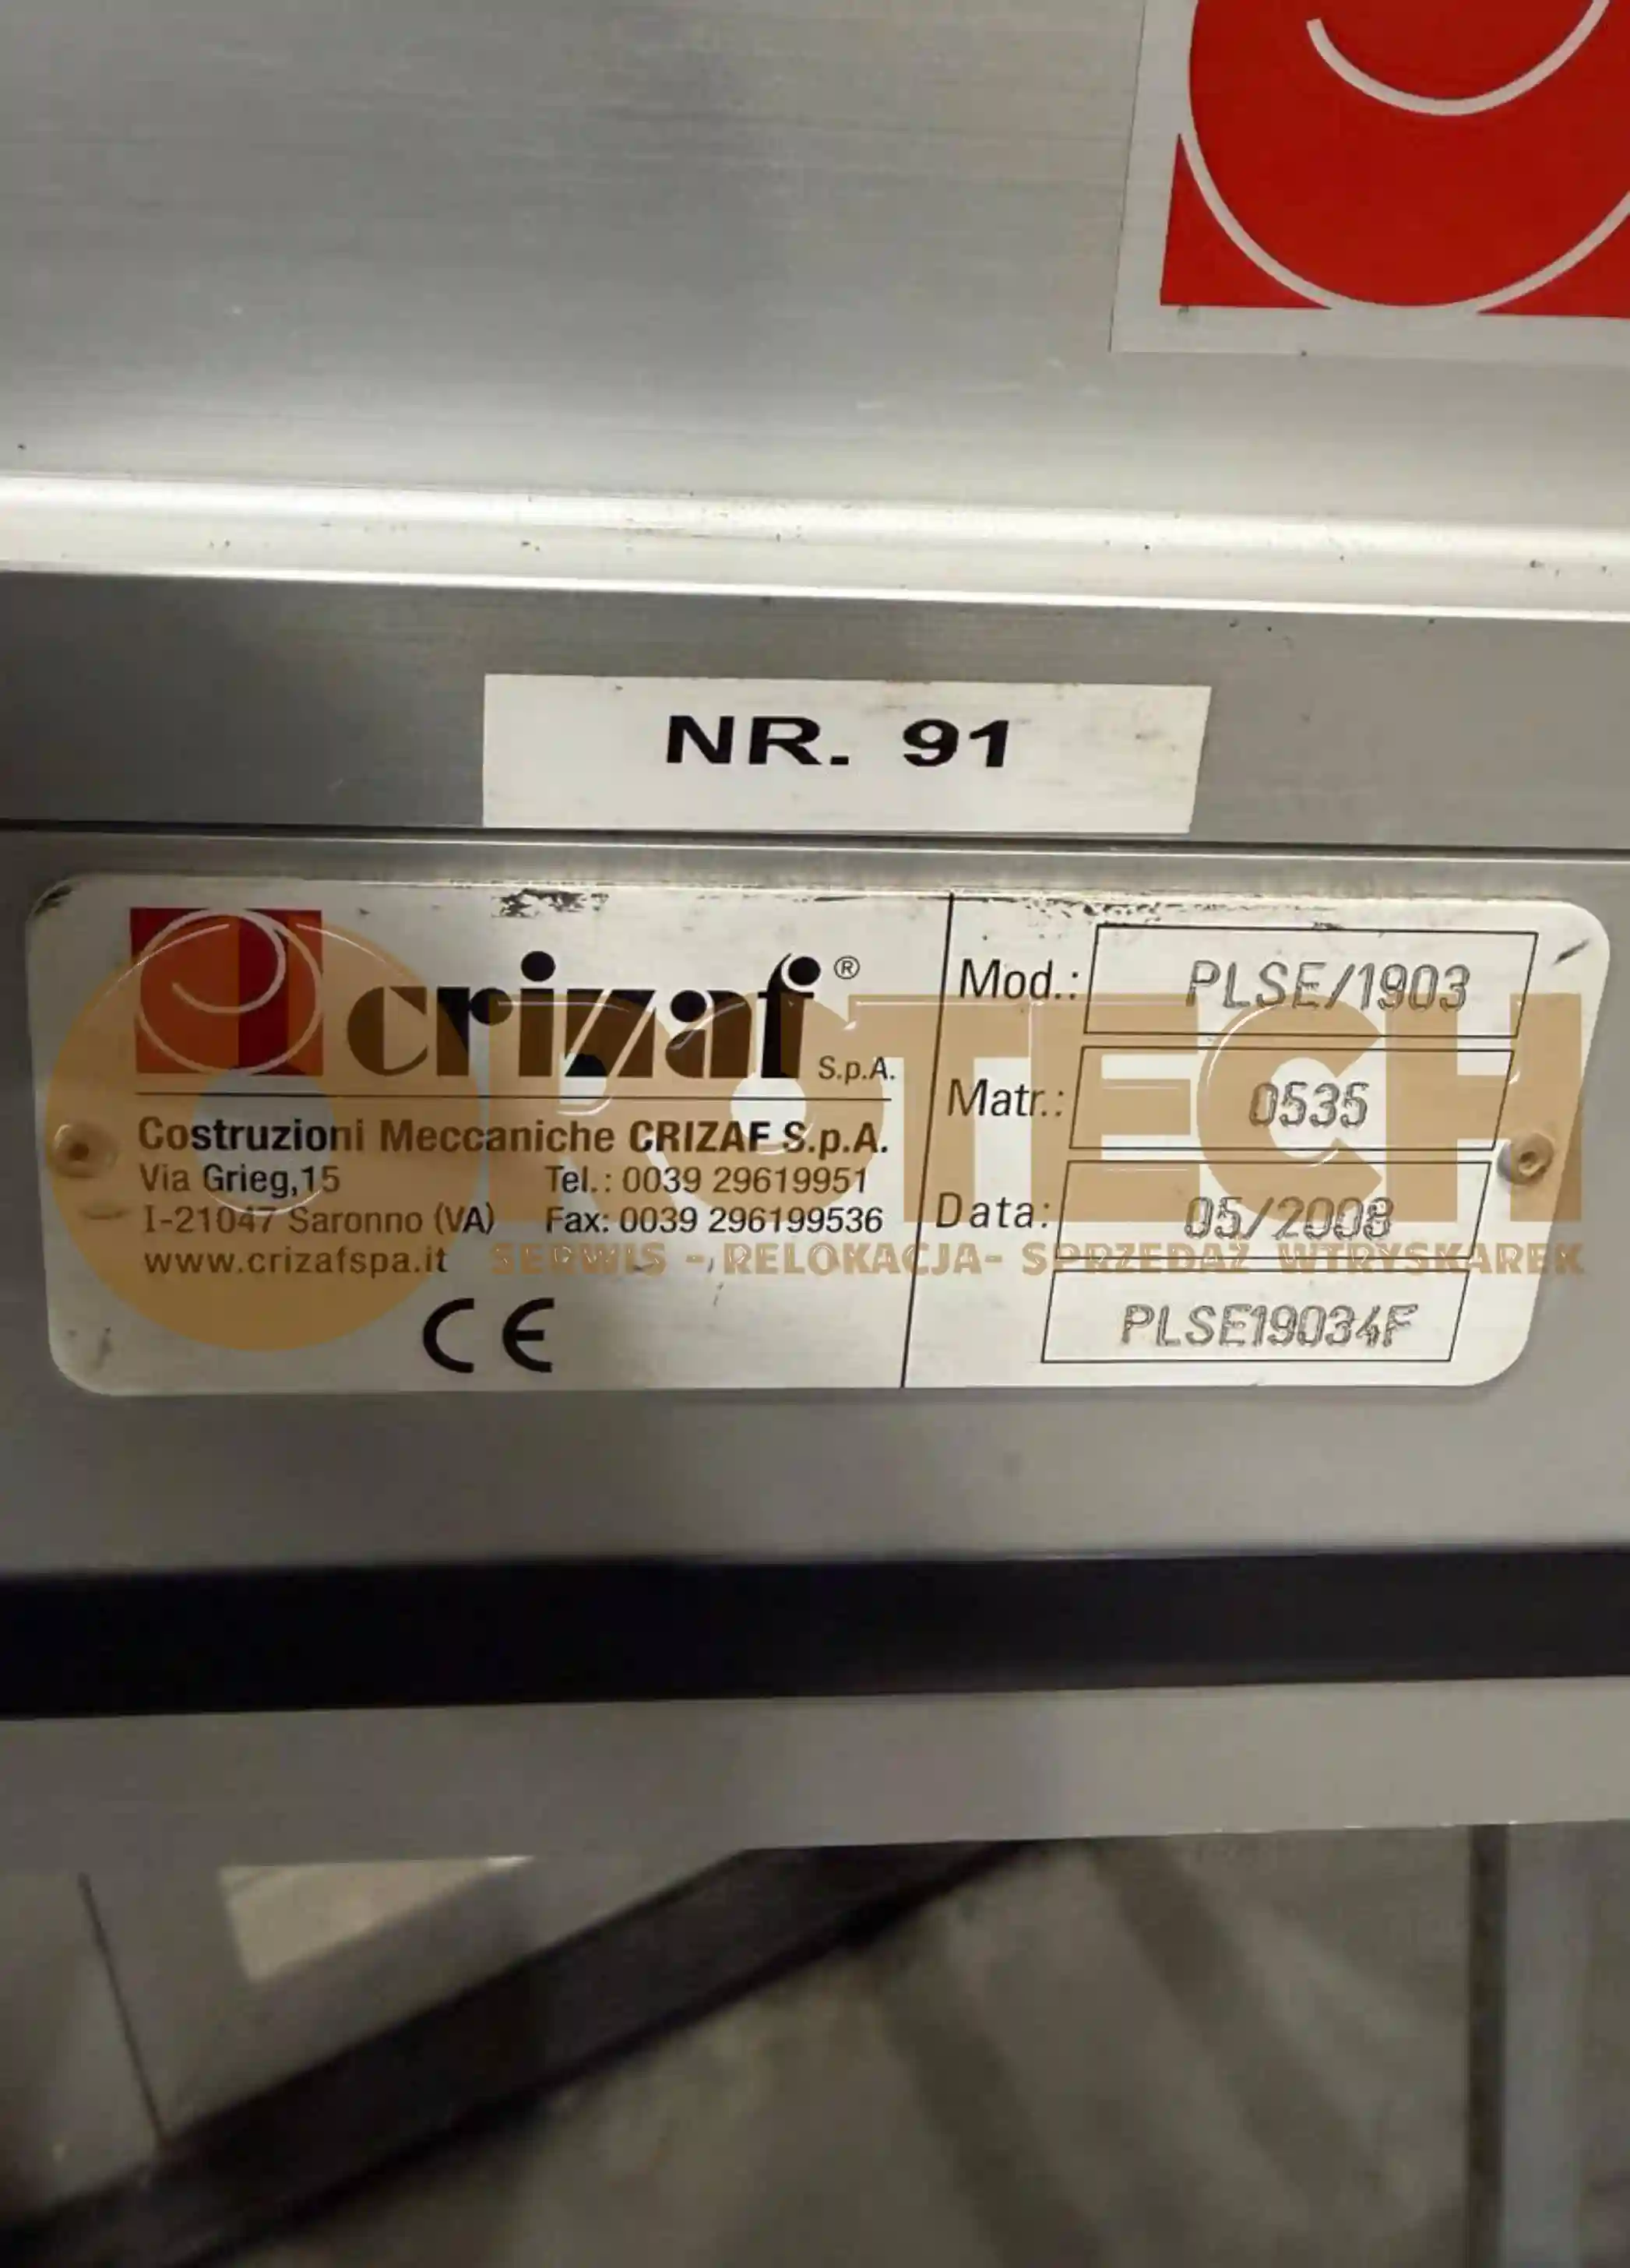 NR. 91
crizaf® S.p.A.
Costruzioni Meccaniche CRIZAF S.p.A.
Via Grieg,15 Tel.: 0039 29619951
I-21047 Saronno (VA) Fax: 0039 296199536
www.crizafspa.it
CE
Mod.: PLSE/1903
Matr.: 0535
Data: 05/2008
PLSE19034F
OROTECH
SERWIS - RELOKACJA- SPRZEDAŻ WTRYSKAREK